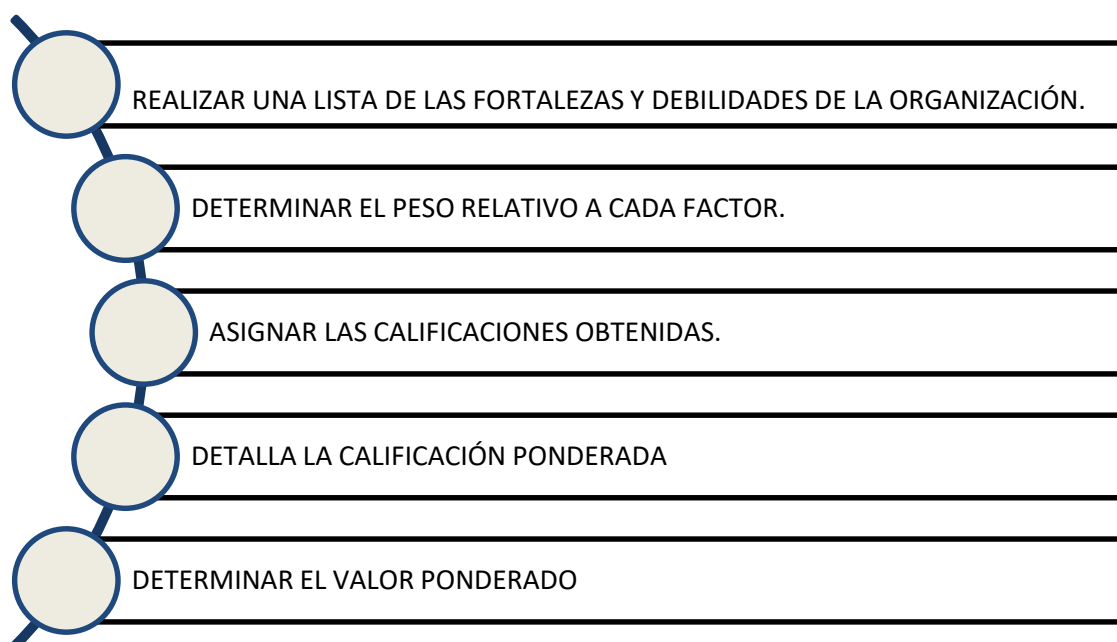 REALIZAR UNA LISTA DE LAS FORTALEZAS Y DEBILIDADES DE LA ORGANIZACIÓN.
DETERMINAR EL PESO RELATIVO A CADA FACTOR.
ASIGNAR LAS CALIFICACIONES OBTENIDAS.
DETALLA LA CALIFICACIÓN PONDERADA
DETERMINAR EL VALOR PONDERADO